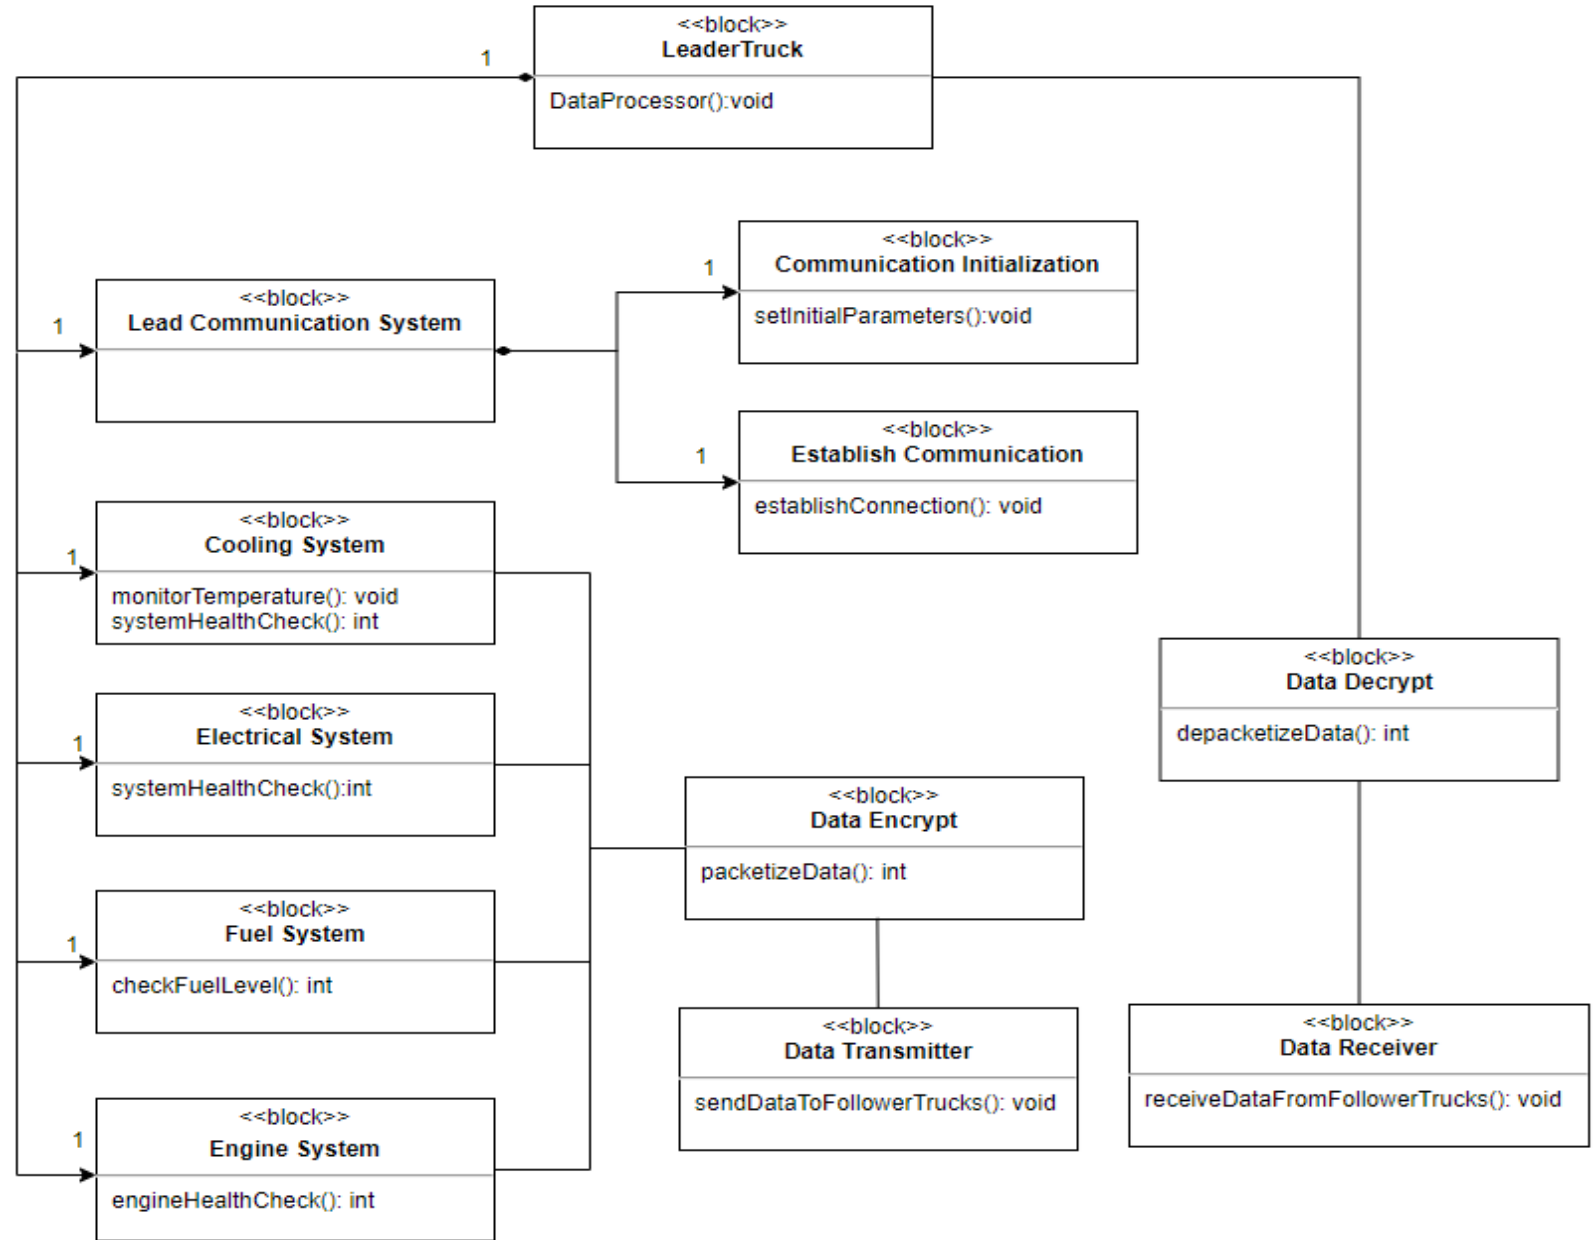 <<block>>
LeaderTruck
DataProcessor():void
1
<<block>>
Communication Initialization
setInitialParameters():void
1
<<block>>
Lead Communication System
1
<<block>>
Establish Communication
establishConnection(): void
1
<<block>>
Cooling System
monitorTemperature(): void
systemHealthCheck(): int
1
<<block>>
Data Decrypt
depacketizeData(): int
<<block>>
Electrical System
systemHealthCheck():int
1
<<block>>
Data Encrypt
packetizeData(): int
<<block>>
Fuel System
checkFuelLevel(): int
1
<<block>>
Data Transmitter
sendDataToFollowerTrucks(): void
<<block>>
Data Receiver
receiveDataFromFollowerTrucks(): void
<<block>>
Engine System
engineHealthCheck(): int
1